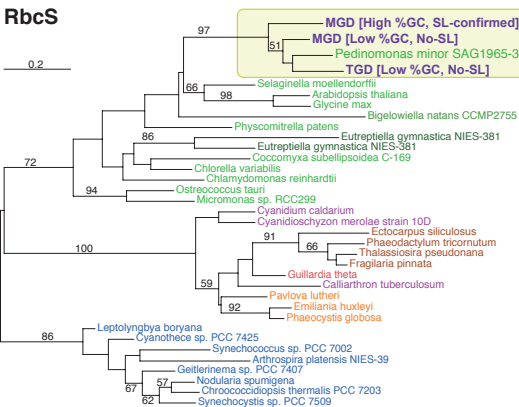 RbcS
0.2
97
MGD [High %GC, SL-confirmed]
MGD [Low %GC, No-SL]
51
Pedinomonas minor SAG1965-3
TGD [Low %GC, No-SL]
66
Selaginella moellendorffii
98
Arabidopsis thaliana
Glycine max
Bigelowiella natans CCMP2755
Physcomitrella patens
86
Eutreptiella gymnastica NIES-381
Eutreptiella gymnastica NIES-381
72
Coccomyxa subellipsoidea C-169
Chlorella variabilis
Chlamydomonas reinhardtii
94
Ostreococcus tauri
Micromonas sp. RCC299
Cyanidium caldarium
Cyanidioschyzon merolae strain 10D
100
91
Ectocarpus siliculosus
66
Phaeodactylum tricornutum
Thalassiosira pseudonana
Fragilaria pinnata
Guillardia theta
59
Calliarthron tuberculosum
Pavlova lutheri
92
Emiliania huxleyi
Phaeocystis globosa
86
Leptolyngbya boryana
Cyanothece sp. PCC 7425
Synechococcus sp. PCC 7002
Arthrospira platensis NIES-39
Geitlerinema sp. PCC 7407
67
57
Nodularia spumigena
Chroococcidiopsis thermalis PCC 7203
62
Synechocystis sp. PCC 7509